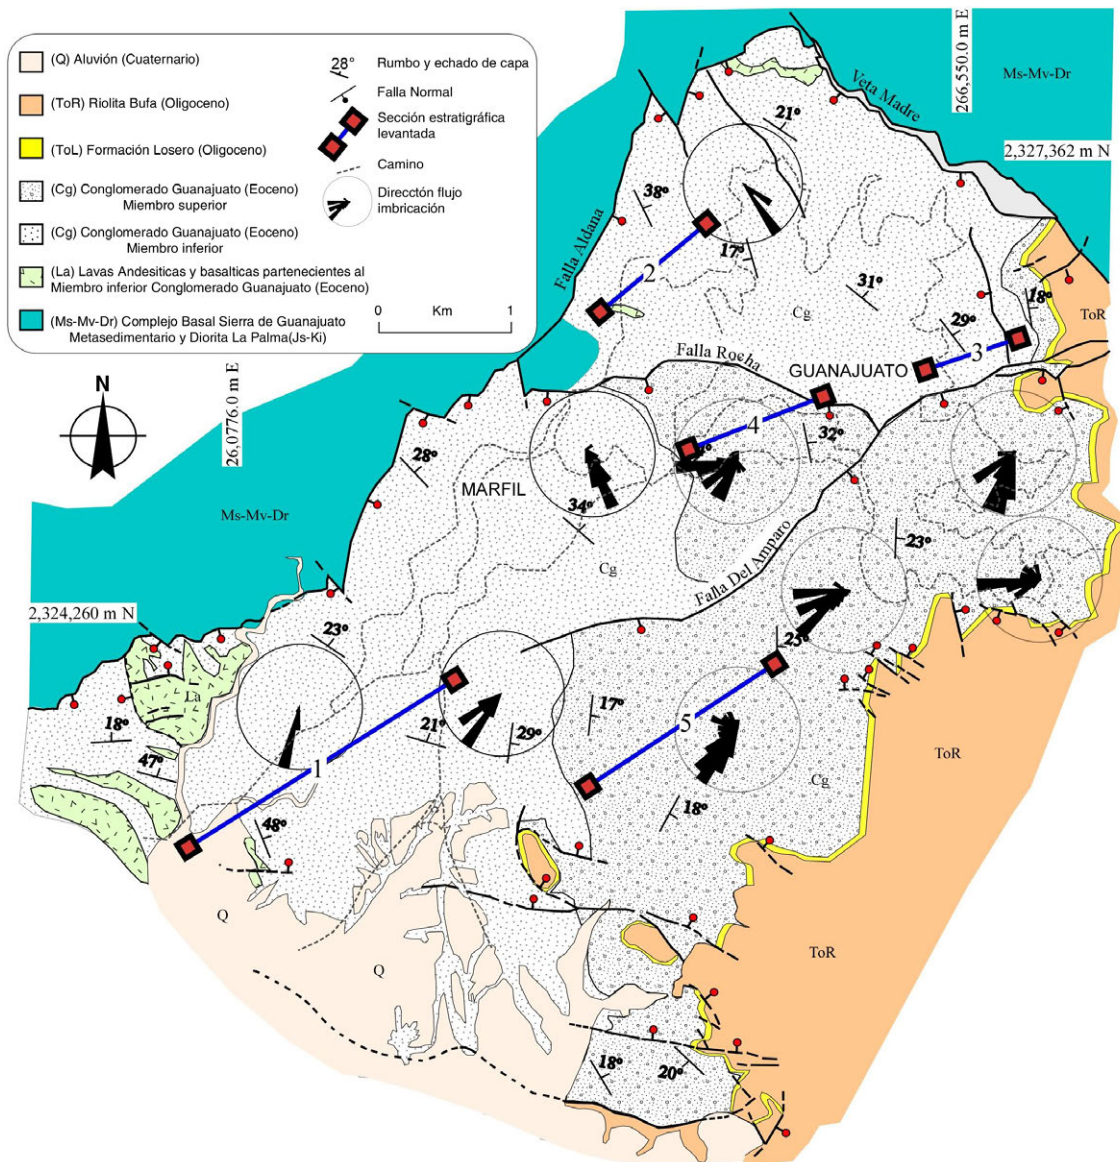 (Q) Aluvión (Cuaternario)
(ToR) Riolita Bufa (Oligoceno)
(ToL) Formación Losero (Oligoceno)
(Cg) Conglomerado Guanajuato (Eoceno)
Miembro superior
(Cg) Conglomerado Guanajuato (Eoceno)
Miembro inferior
(La) Lavas Andesiticas y basalticas partenecientes al
Miembro inferior Conglomerado Guanajuato (Eoceno)
(Ms-Mv-Dr) Complejo Basal Sierra de Guanajuato
Metasedimentario y Diorita La Palma(Js-Ki)
28°
Rumbo y echado de capa
Falla Normal
Sección estratigráfica
levantada
Camino
Direcctón flujo
imbricación
0 Km 1
N
26,0776.0 m E
266,550.0 m E
2,327,362 m N
2,324,260 m N
Ms-Mv-Dr
Veta Madre
21°
38°
Falla Aldana
17°
2
31°
Cg
18°
ToR
29°
3
Falla Rocha
GUANAJUATO
4
32°
28°
MARFIL
34°
Ms-Mv-Dr
Cg
Falla Del Amparo
23°
23°
25°
La
18°
47°
1
21°
29°
17°
5
ToR
Cg
18°
48°
Q
Q
ToR
18°
20°